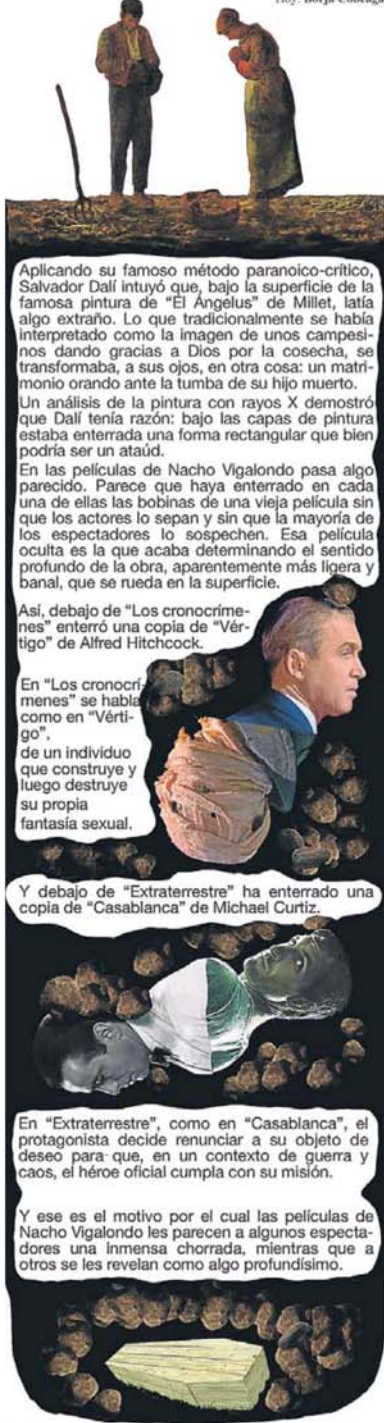 Hoy: Borja Cobeaga
Aplicando su famoso método paranoico-crítico,
Salvador Dalí intuyó que, bajo la superficie de la
famosa pintura de “El Ángelus” de Millet, latía
algo extraño. Lo que tradicionalmente se había
interpretado como la imagen de unos campesi-
nos dando gracias a Dios por la cosecha, se
transformaba, a sus ojos, en otra cosa: un matri-
monio orando ante la tumba de su hijo muerto.
Un análisis de la pintura con rayos X demostró
que Dalí tenía razón: bajo las capas de pintura
estaba enterrada una forma rectangular que bien
podría ser un ataúd.
En las películas de Nacho Vigalondo pasa algo
parecido. Parece que haya enterrado en cada
una de ellas las bobinas de una vieja película sin
que los actores lo sepan y sin que la mayoría de
los espectadores lo sospechen. Esa película
oculta es la que acaba determinando el sentido
profundo de la obra, aparentemente más ligera y
banal, que se rueda en la superficie.
Así, debajo de “Los cronocríme-
nes” enterró una copia de “Vér-
tigo” de Alfred Hitchcock.
En “Los cronocrí-
menes” se habla
como en “Vérti-
go”,
de un individuo
que construye y
luego destruye
su propia
fantasía sexual.
Y debajo de “Extraterrestre” ha enterrado una
copia de “Casablanca” de Michael Curtiz.
En “Extraterrestre”, como en “Casablanca”, el
protagonista decide renunciar a su objeto de
deseo para que, en un contexto de guerra y
caos, el héroe oficial cumpla con su misión.
Y ese es el motivo por el cual las películas de
Nacho Vigalondo les parecen a algunos especta-
dores una inmensa chorrada, mientras que a
otros se les revelan como algo profundísimo.